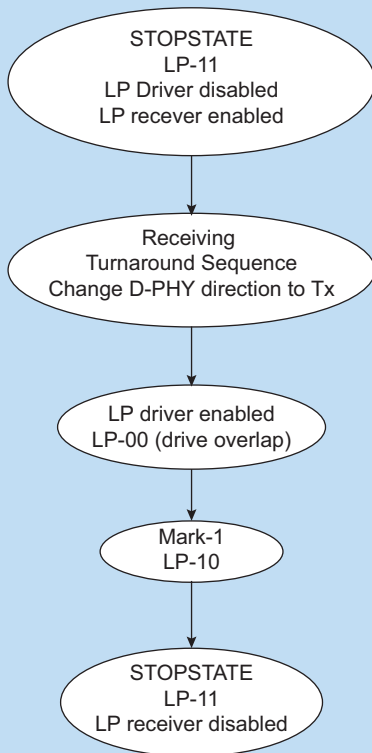 STOPSTATE
LP-11
LP Driver disabled
LP recever enabled
Receiving
Turnaround Sequence
Change D-PHY direction to Tx
LP driver enabled
LP-00 (drive overlap)
Mark-1
LP-10
STOPSTATE
LP-11
LP receiver disabled